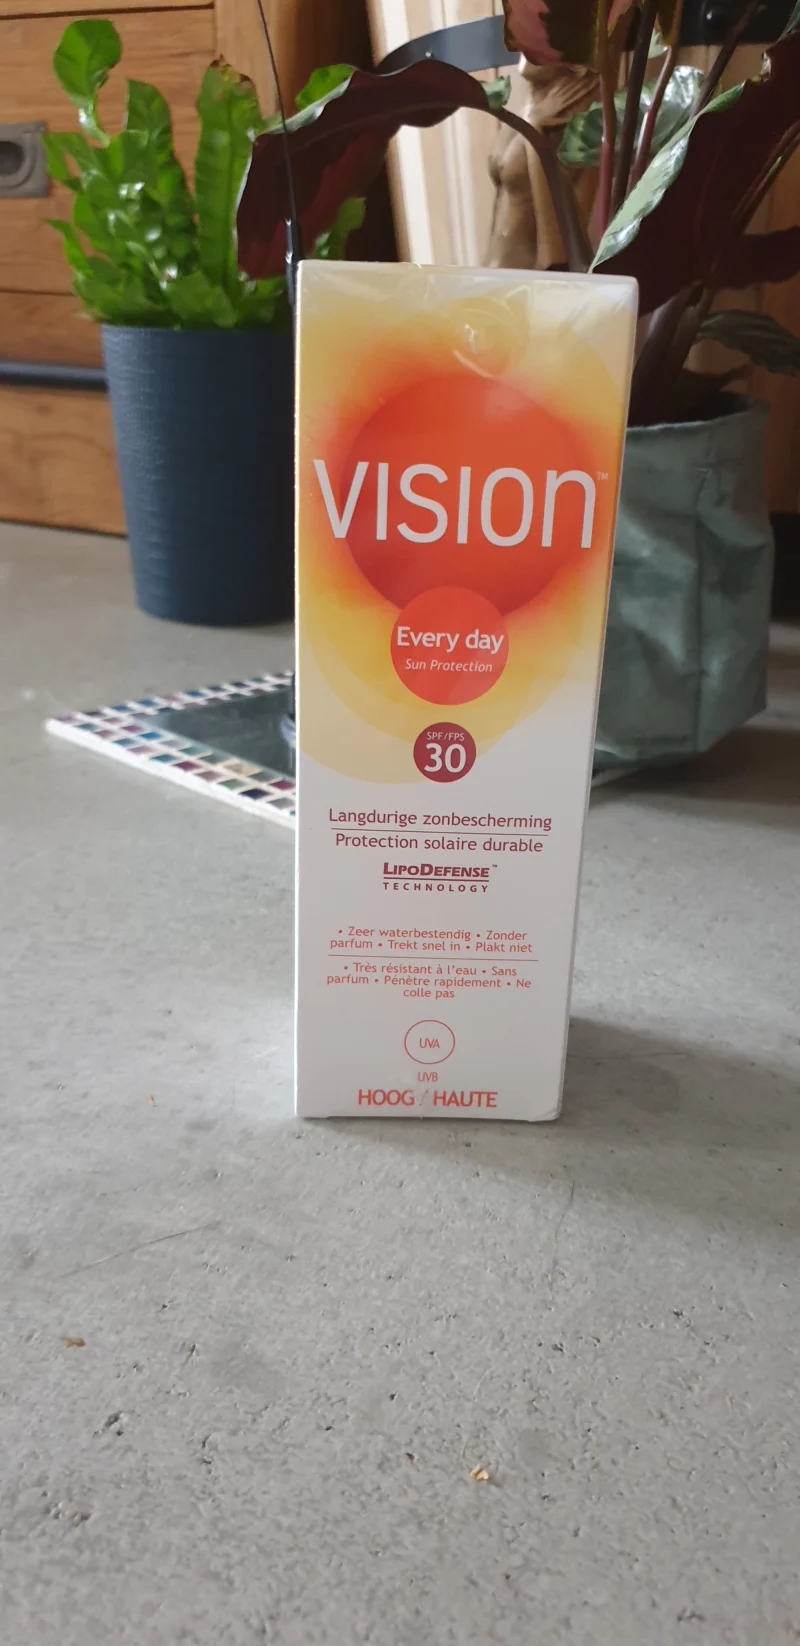 VISION™
Every day
Sun Protection
SPF/FPS
30
Langdurige zonbescherming
Protection solaire durable
LIPODEFENSE™
TECHNOLOGY
• Zeer waterbestendig • Zonder
parfum • Trekt snel in • Plakt niet
• Très résistant à l'eau • Sans
parfum • Pénètre rapidement • Ne
colle pas
UVA
UVB
HOOG / HAUTE